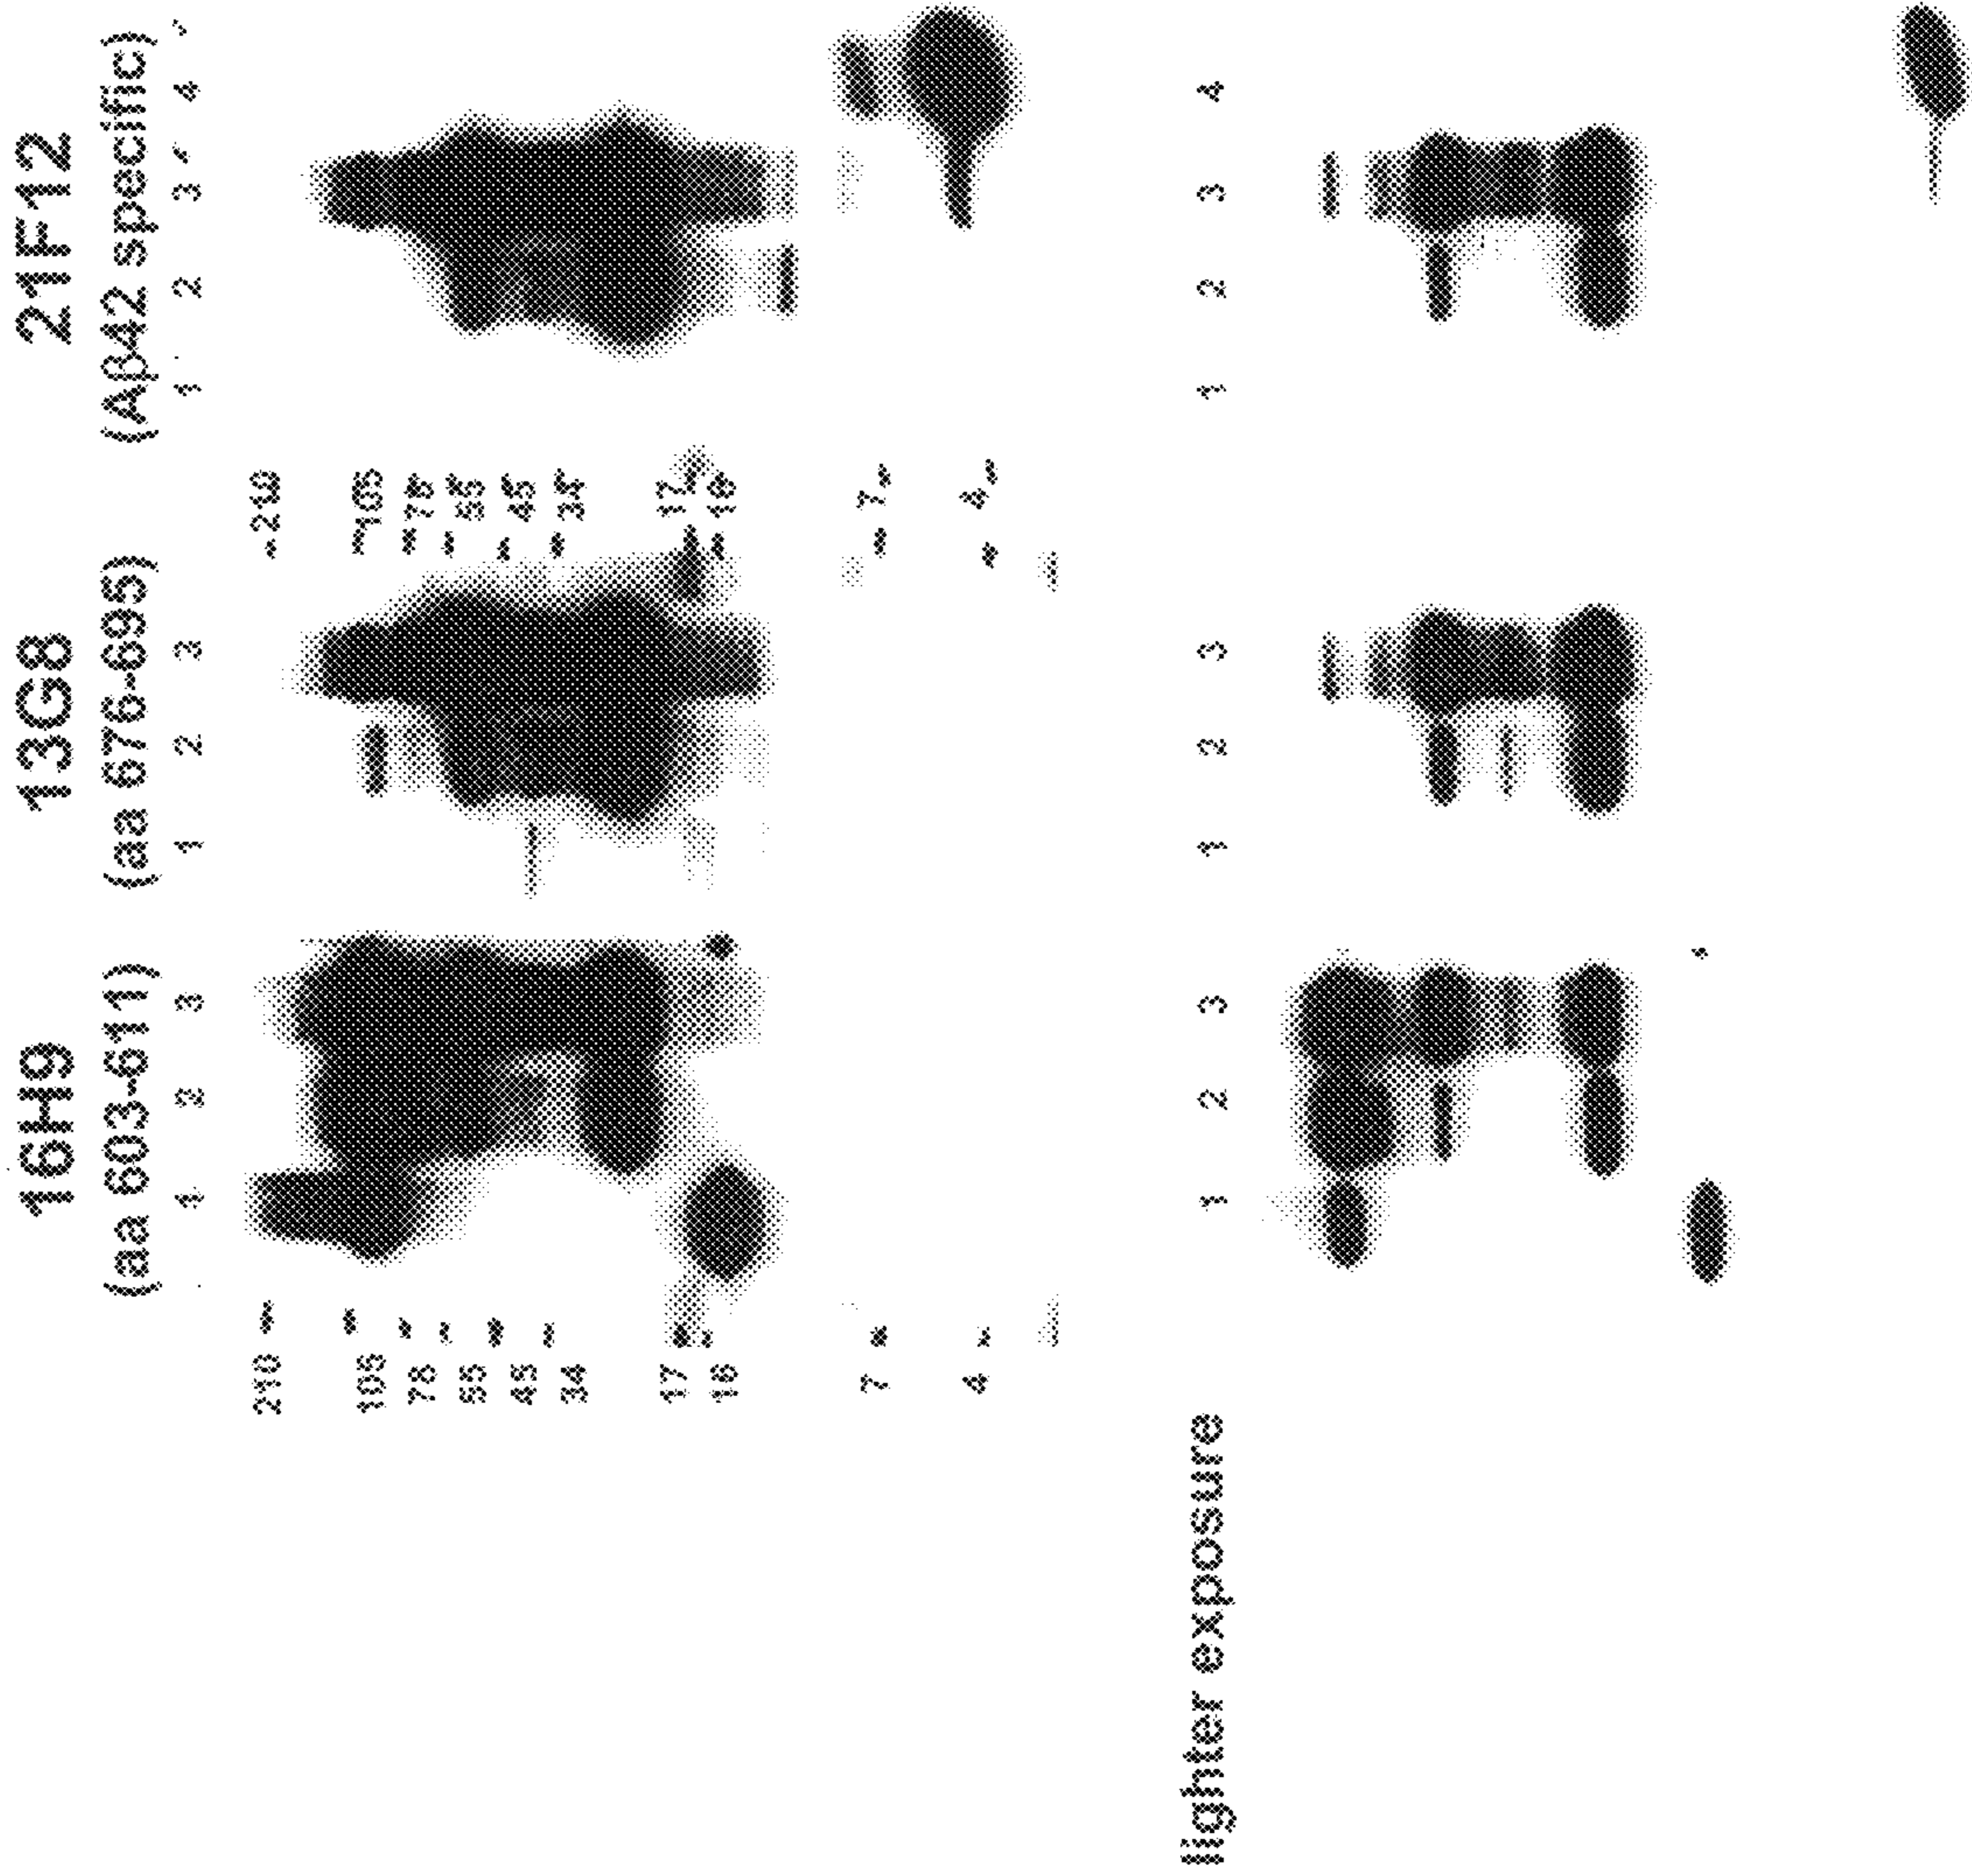 16H9 13G8 21F12
(aa 603-611) (aa 676-695) (Aβ42 specific)
1 2 3 1 2 3 1 2 3 4
210 210
105 105
78 78
55 55
45 45
34
17 17
16 16
7 7
4 4
lighter exposure 1 2 3 1 2 3 1 2 3 4